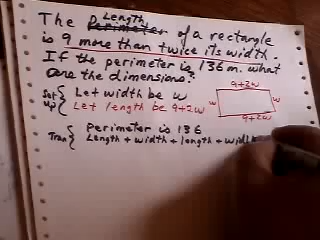 The Length Perimeter of a rectangle
is 9 more than twice its width.
If the perimeter is 136 m. what
are the dimensions?
Set Up { Let width be w
Let length be 9+2w
9+2w
w
w
9+2w
Tran { Perimeter is 136
Length + width + length + width